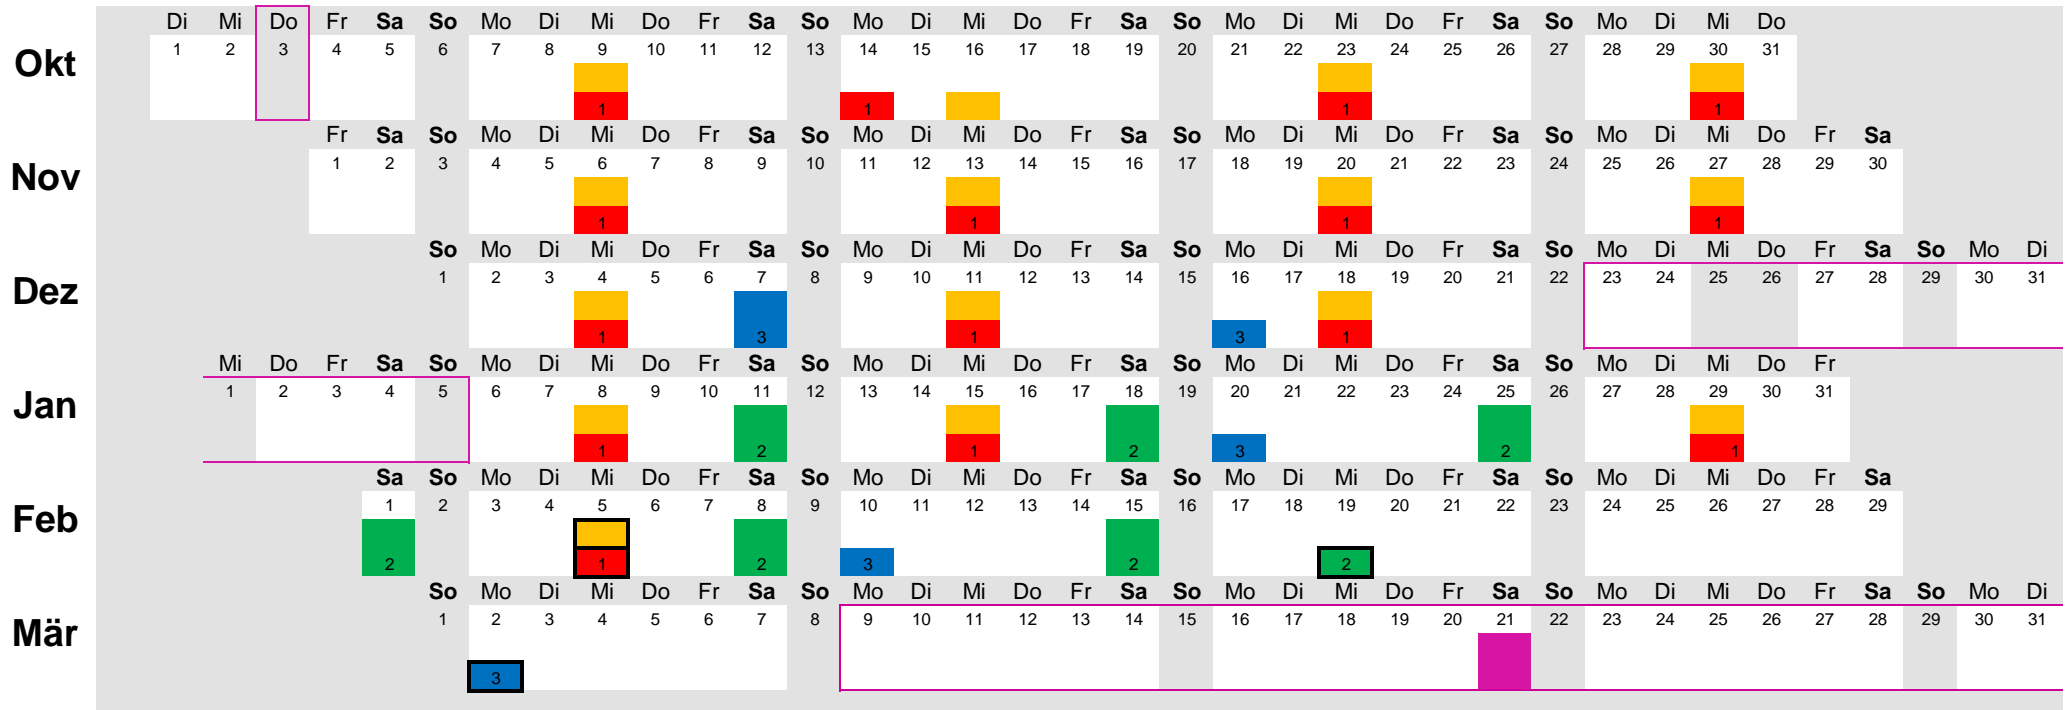 Di Mi Do Fr Sa So Mo Di Mi Do Fr Sa So Mo Di Mi Do Fr Sa So Mo Di Mi Do Fr Sa So Mo Di Mi Do
Okt 1 2 3 4 5 6 7 8 9 10 11 12 13 14 15 16 17 18 19 20 21 22 23 24 25 26 27 28 29 30 31
1 1 1 1
Fr Sa So Mo Di Mi Do Fr Sa So Mo Di Mi Do Fr Sa So Mo Di Mi Do Fr Sa So Mo Di Mi Do Fr Sa
Nov 1 2 3 4 5 6 7 8 9 10 11 12 13 14 15 16 17 18 19 20 21 22 23 24 25 26 27 28 29 30
1 1 1 1
So Mo Di Mi Do Fr Sa So Mo Di Mi Do Fr Sa So Mo Di Mi Do Fr Sa So Mo Di Mi Do Fr Sa So Mo Di
Dez 1 2 3 4 5 6 7 8 9 10 11 12 13 14 15 16 17 18 19 20 21 22 23 24 25 26 27 28 29 30 31
1 3 1 3 1
Mi Do Fr Sa So Mo Di Mi Do Fr Sa So Mo Di Mi Do Fr Sa So Mo Di Mi Do Fr Sa So Mo Di Mi Do Fr
Jan 1 2 3 4 5 6 7 8 9 10 11 12 13 14 15 16 17 18 19 20 21 22 23 24 25 26 27 28 29 30 31
1 2 1 2 3 2 1
Sa So Mo Di Mi Do Fr Sa So Mo Di Mi Do Fr Sa So Mo Di Mi Do Fr Sa So Mo Di Mi Do Fr Sa
Feb 1 2 3 4 5 6 7 8 9 10 11 12 13 14 15 16 17 18 19 20 21 22 23 24 25 26 27 28 29
2 1 2 3 2 2
So Mo Di Mi Do Fr Sa So Mo Di Mi Do Fr Sa So Mo Di Mi Do Fr Sa So Mo Di Mi Do Fr Sa So Mo Di
Mär 1 2 3 4 5 6 7 8 9 10 11 12 13 14 15 16 17 18 19 20 21 22 23 24 25 26 27 28 29 30 31
3